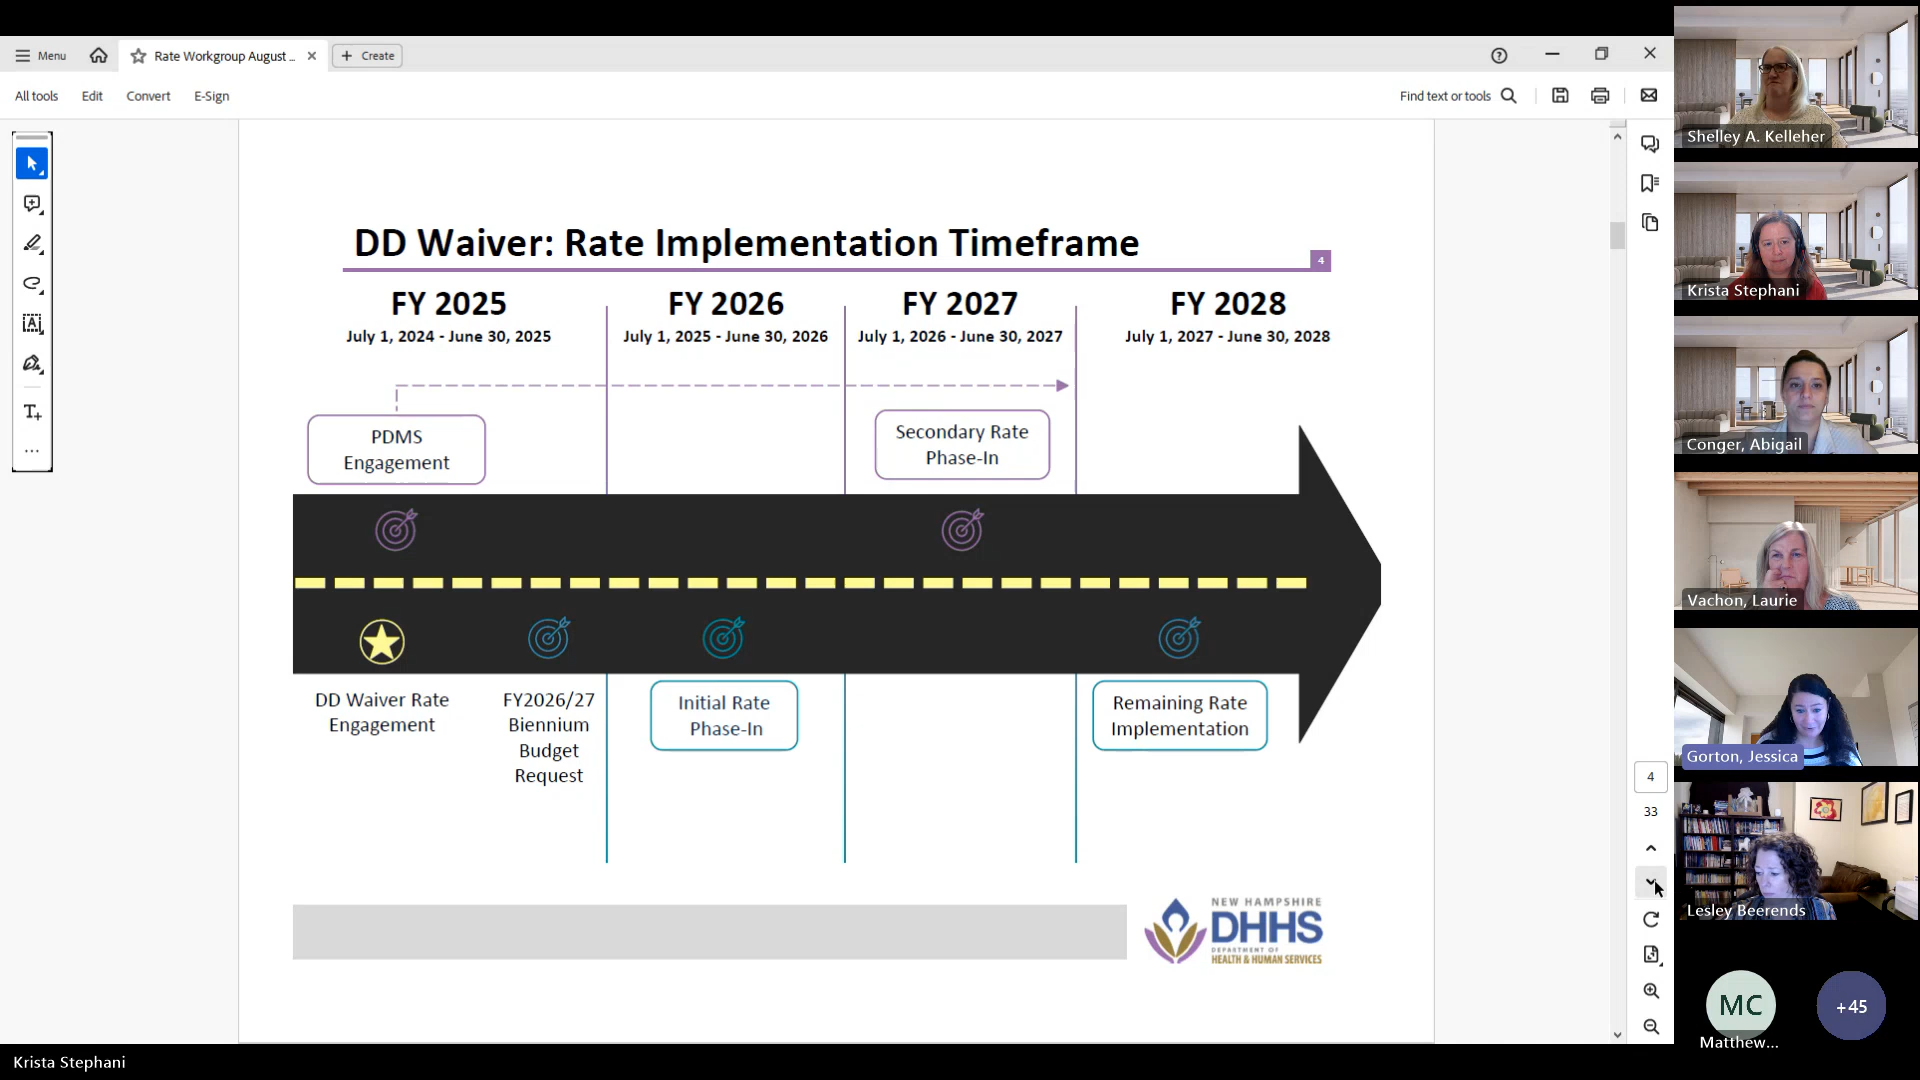 Menu
Rate Workgroup August ...
Create
All tools
Edit
Convert
E-Sign
Find text or tools
DD Waiver: Rate Implementation Timeframe
4
FY 2025
FY 2026
FY 2027
FY 2028
July 1, 2024 - June 30, 2025
July 1, 2025 - June 30, 2026
July 1, 2026 - June 30, 2027
July 1, 2027 - June 30, 2028
PDMS
Engagement
Secondary Rate
Phase-In
DD Waiver Rate
Engagement
FY2026/27
Biennium
Budget
Request
Initial Rate
Phase-In
Remaining Rate
Implementation
NEW HAMPSHIRE
DHHS
DEPARTMENT OF
HEALTH & HUMAN SERVICES
4
33
Shelley A. Kelleher
Krista Stephani
Conger, Abigail
Vachon, Laurie
Gorton, Jessica
Lesley Beerends
MC
+45
Matthew...
Krista Stephani